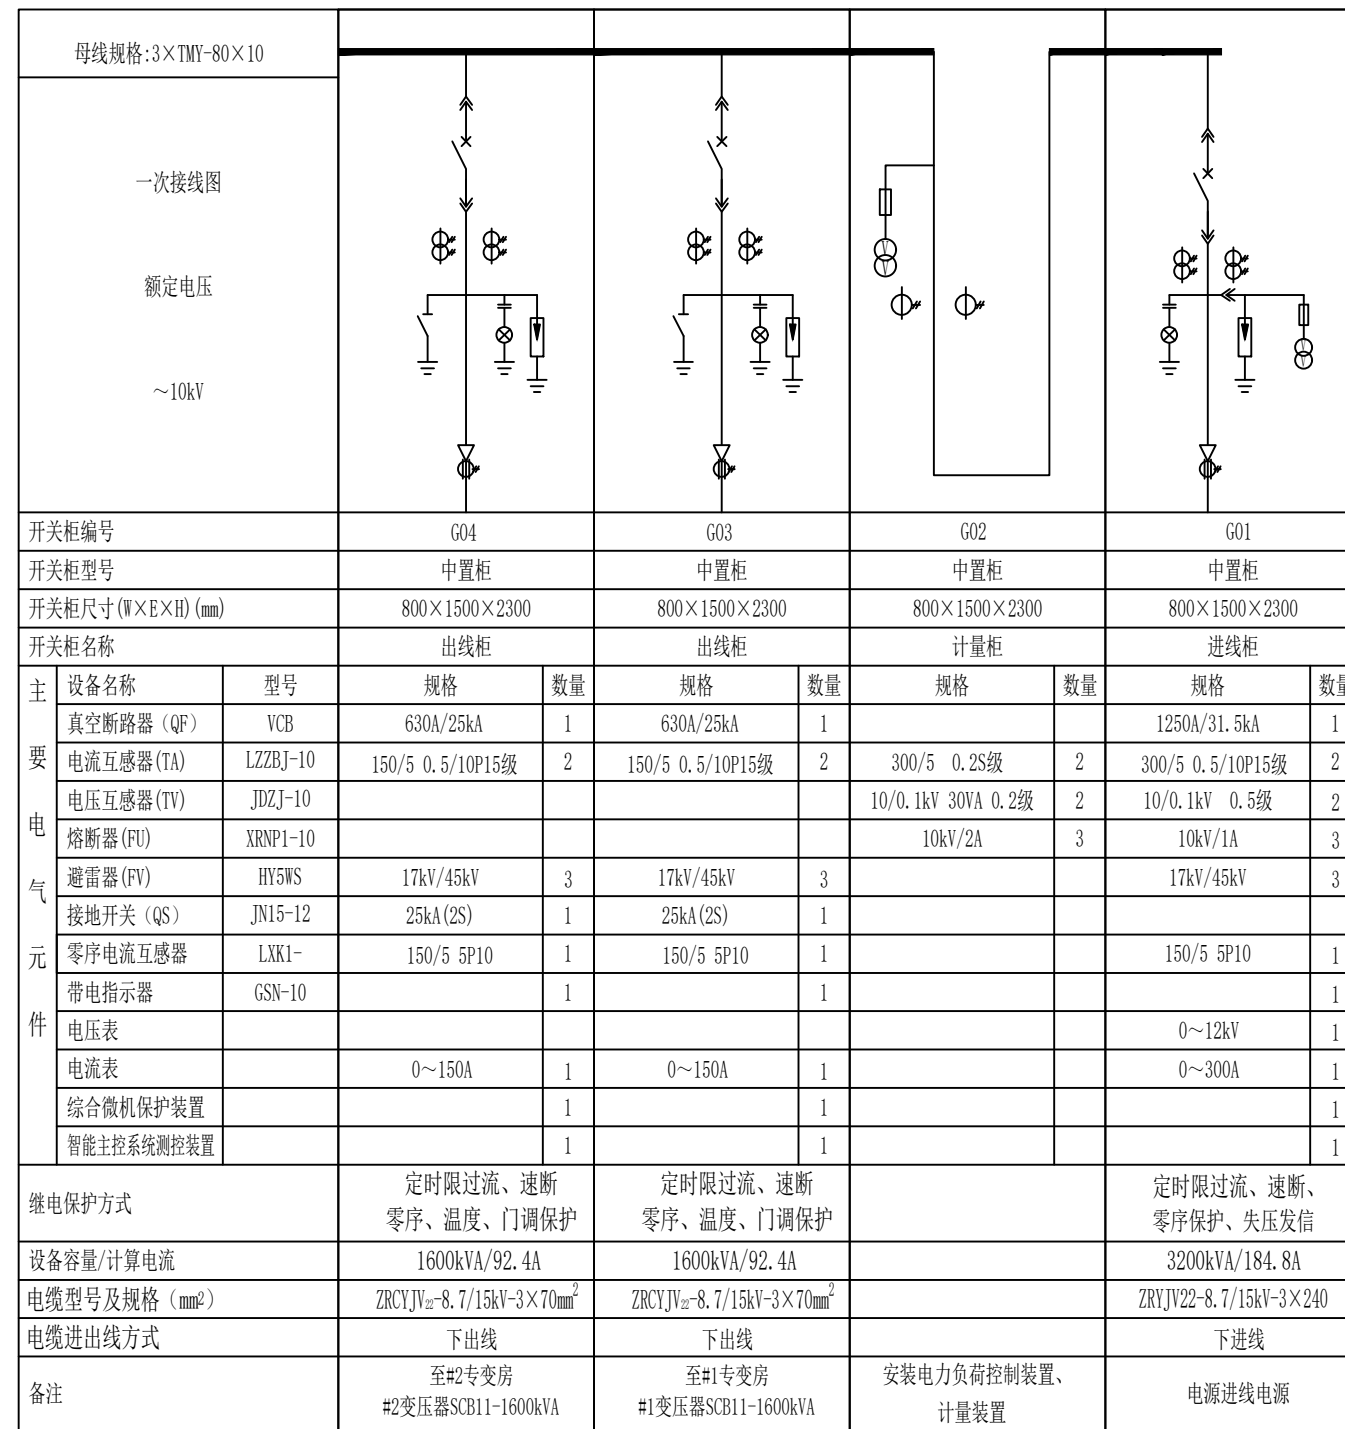 母线规格:3×TMY-80×10
一次接线图
额定电压
～10kV
开关柜编号 G04 G03 G02 G01
开关柜型号 中置柜 中置柜 中置柜 中置柜
开关柜尺寸(W×E×H)(mm) 800×1500×2300 800×1500×2300 800×1500×2300 800×1500×2300
开关柜名称 出线柜 出线柜 计量柜 进线柜
主要电气元件
设备名称 型号 规格 数量 规格 数量 规格 数量 规格 数量
真空断路器（QF） VCB 630A/25kA 1 630A/25kA 1 1250A/31.5kA 1
电流互感器(TA) LZZBJ-10 150/5 0.5/10P15级 2 150/5 0.5/10P15级 2 300/5 0.2S级 2 300/5 0.5/10P15级 2
电压互感器(TV) JDZJ-10 10/0.1kV 30VA 0.2级 2 10/0.1kV 0.5级 2
熔断器(FU) XRNP1-10 10kV/2A 3 10kV/1A 3
避雷器(FV) HY5WS 17kV/45kV 3 17kV/45kV 3 17kV/45kV 3
接地开关（QS） JN15-12 25kA(2S) 1 25kA(2S) 1
零序电流互感器 LXK1- 150/5 5P10 1 150/5 5P10 1 150/5 5P10 1
带电指示器 GSN-10 1 1 1
电压表 0～12kV 1
电流表 0～150A 1 0～150A 1 0～300A 1
综合微机保护装置 1 1 1
智能主控系统测控装置 1 1 1
继电保护方式
定时限过流、速断 定时限过流、速断 定时限过流、速断、
零序、温度、门调保护 零序、温度、门调保护 零序保护、失压发信
设备容量/计算电流 1600kVA/92.4A 1600kVA/92.4A 3200kVA/184.8A
电缆型号及规格（mm2） ZRCYJV22-8.7/15kV-3×70mm² ZRCYJV22-8.7/15kV-3×70mm² ZRYJV22-8.7/15kV-3×240
电缆进出线方式 下出线 下出线 下进线
备注
至#2专变房 至#1专变房 安装电力负荷控制装置、 电源进线电源
#2变压器SCB11-1600kVA #1变压器SCB11-1600kVA 计量装置